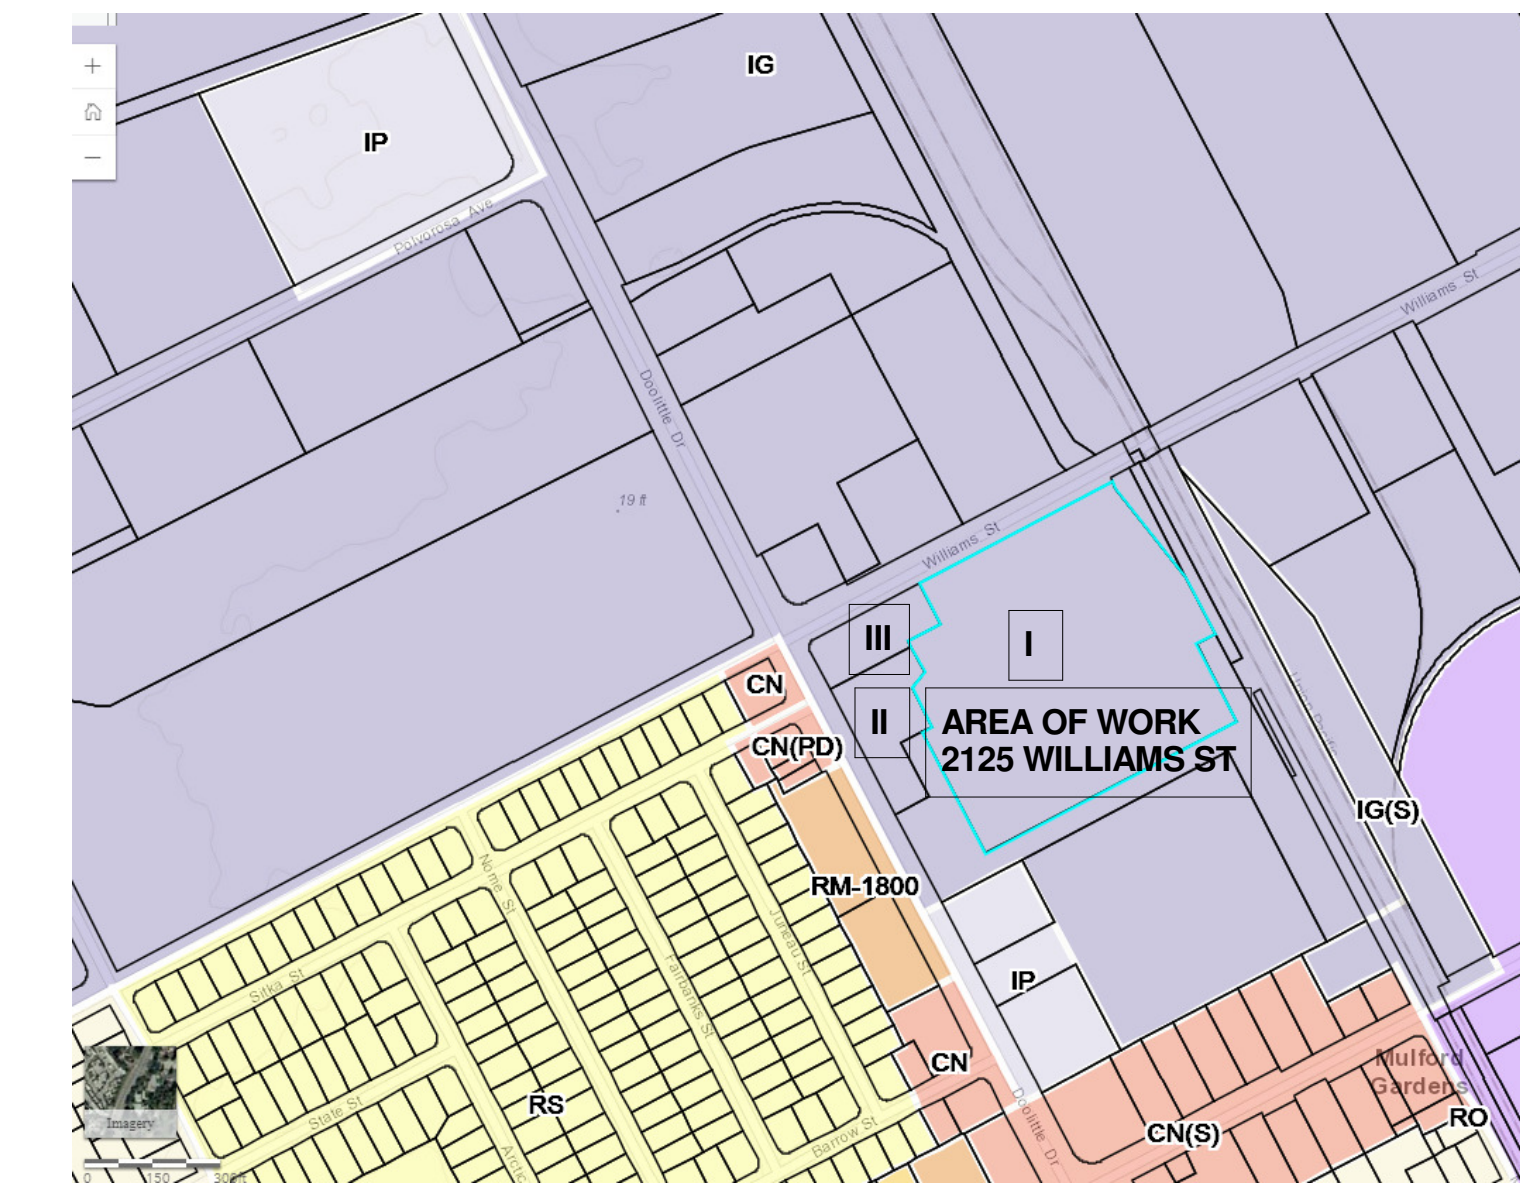 IG
+
IP
−
Polvorosa Ave
Williams St
Doolittle Dr
19 ft
Williams St
III
I
CN
II
AREA OF WORK
2125 WILLIAMS ST
CN(PD)
IG(S)
Nome St
RM-1800
Juneau St
Sitka St
Fairbanks St
IP
Mulford
Gardens
CN
RS
State St
Imagery
Barrow St
Doolittle Dr
CN(S)
RO
Arctic
0
150
300ft